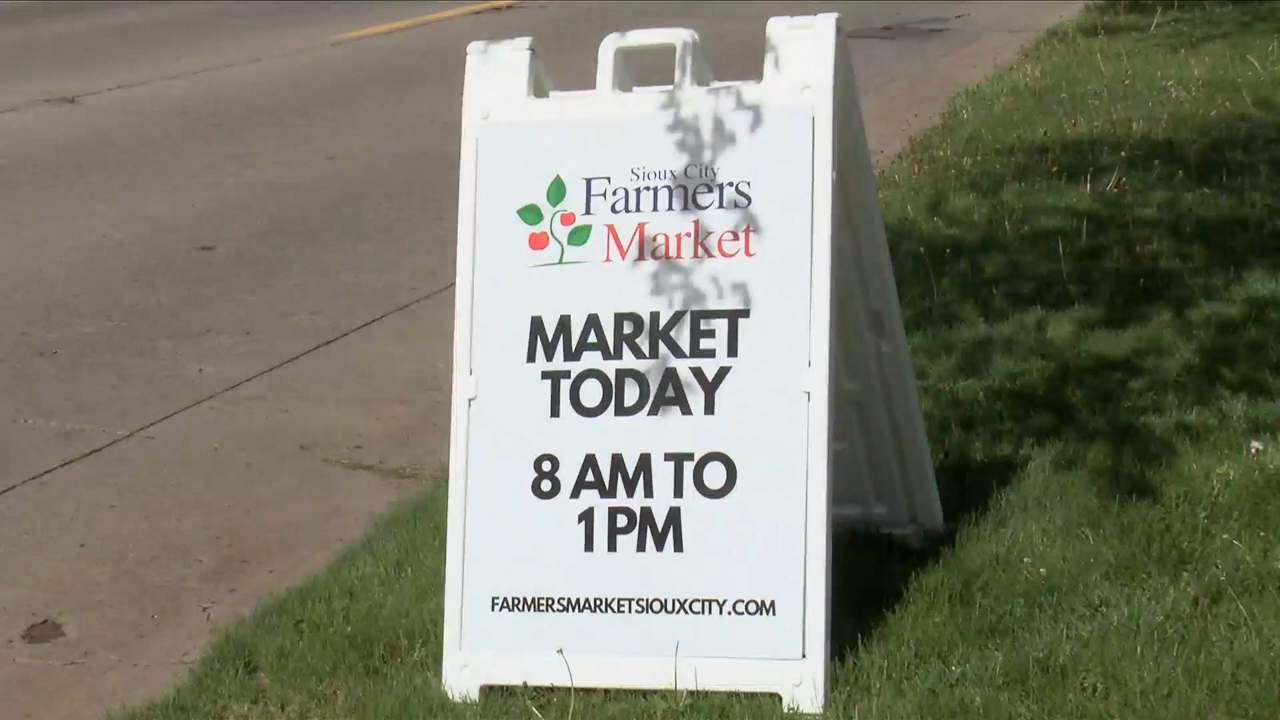 Sioux City
Farmers
Market
MARKET
TODAY
8 AM TO
1 PM
FARMERSMARKETSIOUXCITY.COM